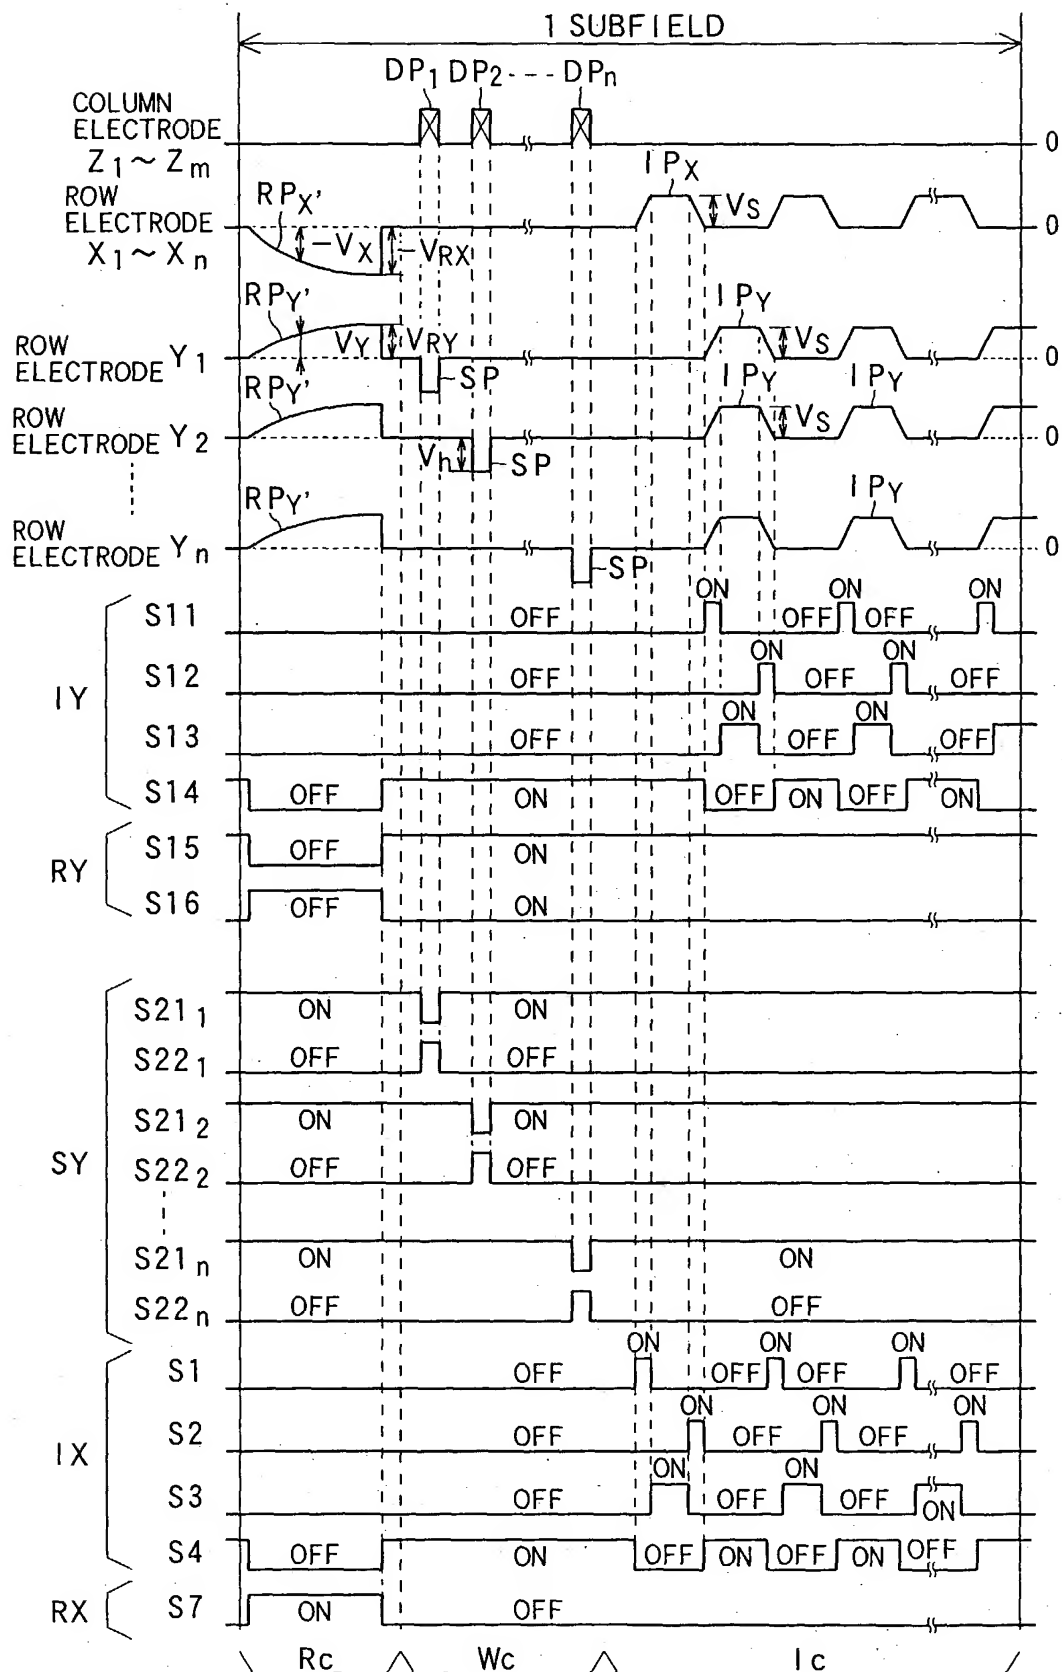 1 SUBFIELD
DP1 DP2 --- DPn
COLUMN
ELECTRODE
Z1~Zm
0
ROW
ELECTRODE
X1~Xn
RPX'
-VX
-VRX
IPX
VS
0
ROW
ELECTRODE Y1
RPY'
VY
VRY
SP
IPY
VS
0
ROW
ELECTRODE Y2
RPY'
Vh
SP
IPY
VS
IPY
0
ROW
ELECTRODE Yn
RPY'
SP
IPY
0
IY
S11 OFF ON OFF ON OFF ON
S12 OFF ON OFF ON OFF
S13 OFF ON OFF ON OFF
S14 OFF ON OFF ON OFF ON
RY
S15 OFF ON
S16 OFF ON
SY
S211 ON ON
S221 OFF OFF
S212 ON ON
S222 OFF OFF
S21n ON ON
S22n OFF OFF
IX
S1 OFF ON OFF ON OFF ON OFF
S2 OFF ON OFF ON OFF ON
S3 OFF ON OFF ON OFF ON
S4 OFF ON OFF ON OFF ON OFF
RX
S7 ON OFF
Rc Wc Ic